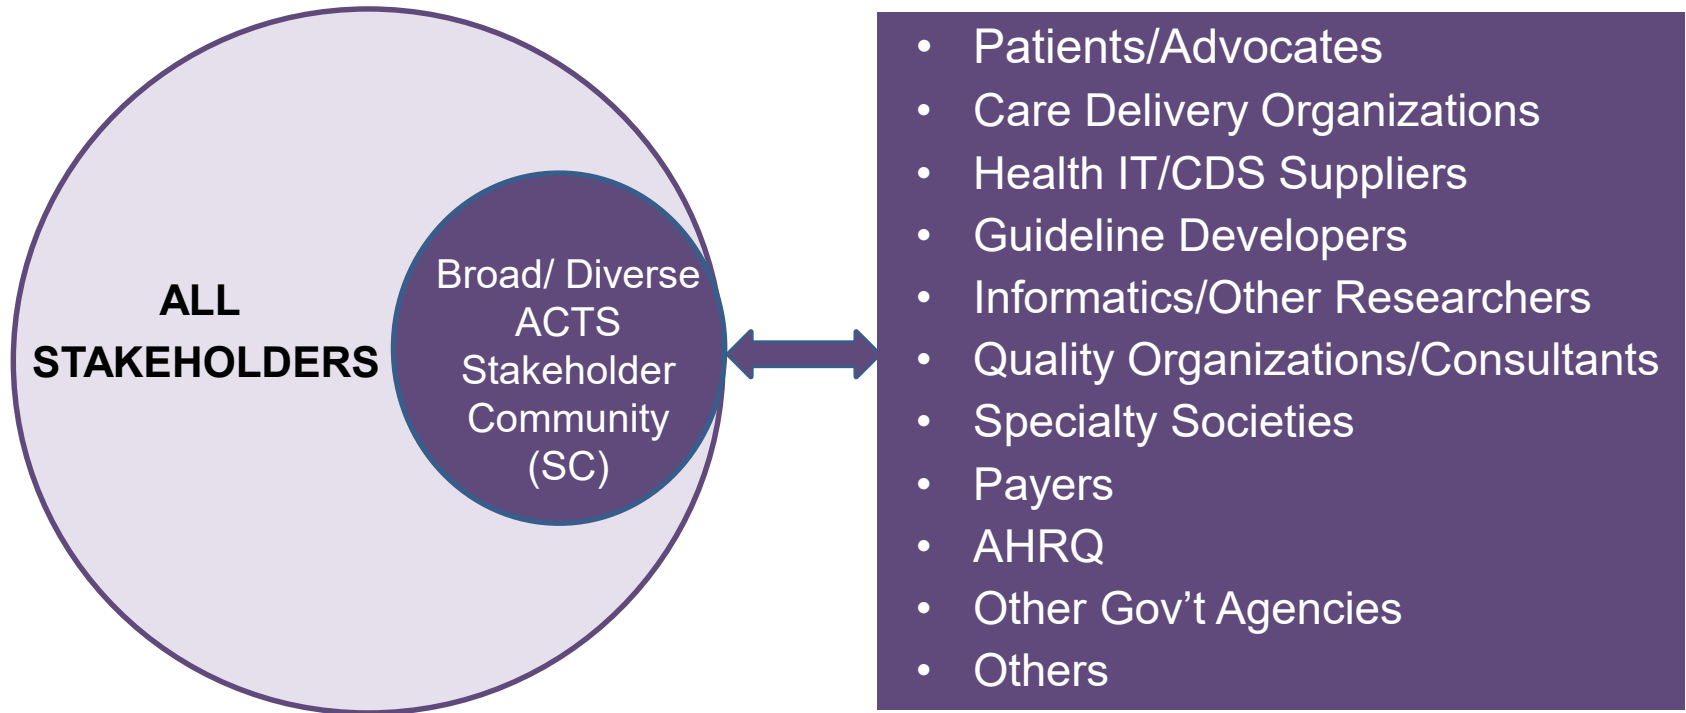 ALL
STAKEHOLDERS
Broad/ Diverse
ACTS
Stakeholder
Community
(SC)
• Patients/Advocates
• Care Delivery Organizations
• Health IT/CDS Suppliers
• Guideline Developers
• Informatics/Other Researchers
• Quality Organizations/Consultants
• Specialty Societies
• Payers
• AHRQ
• Other Gov’t Agencies
• Others